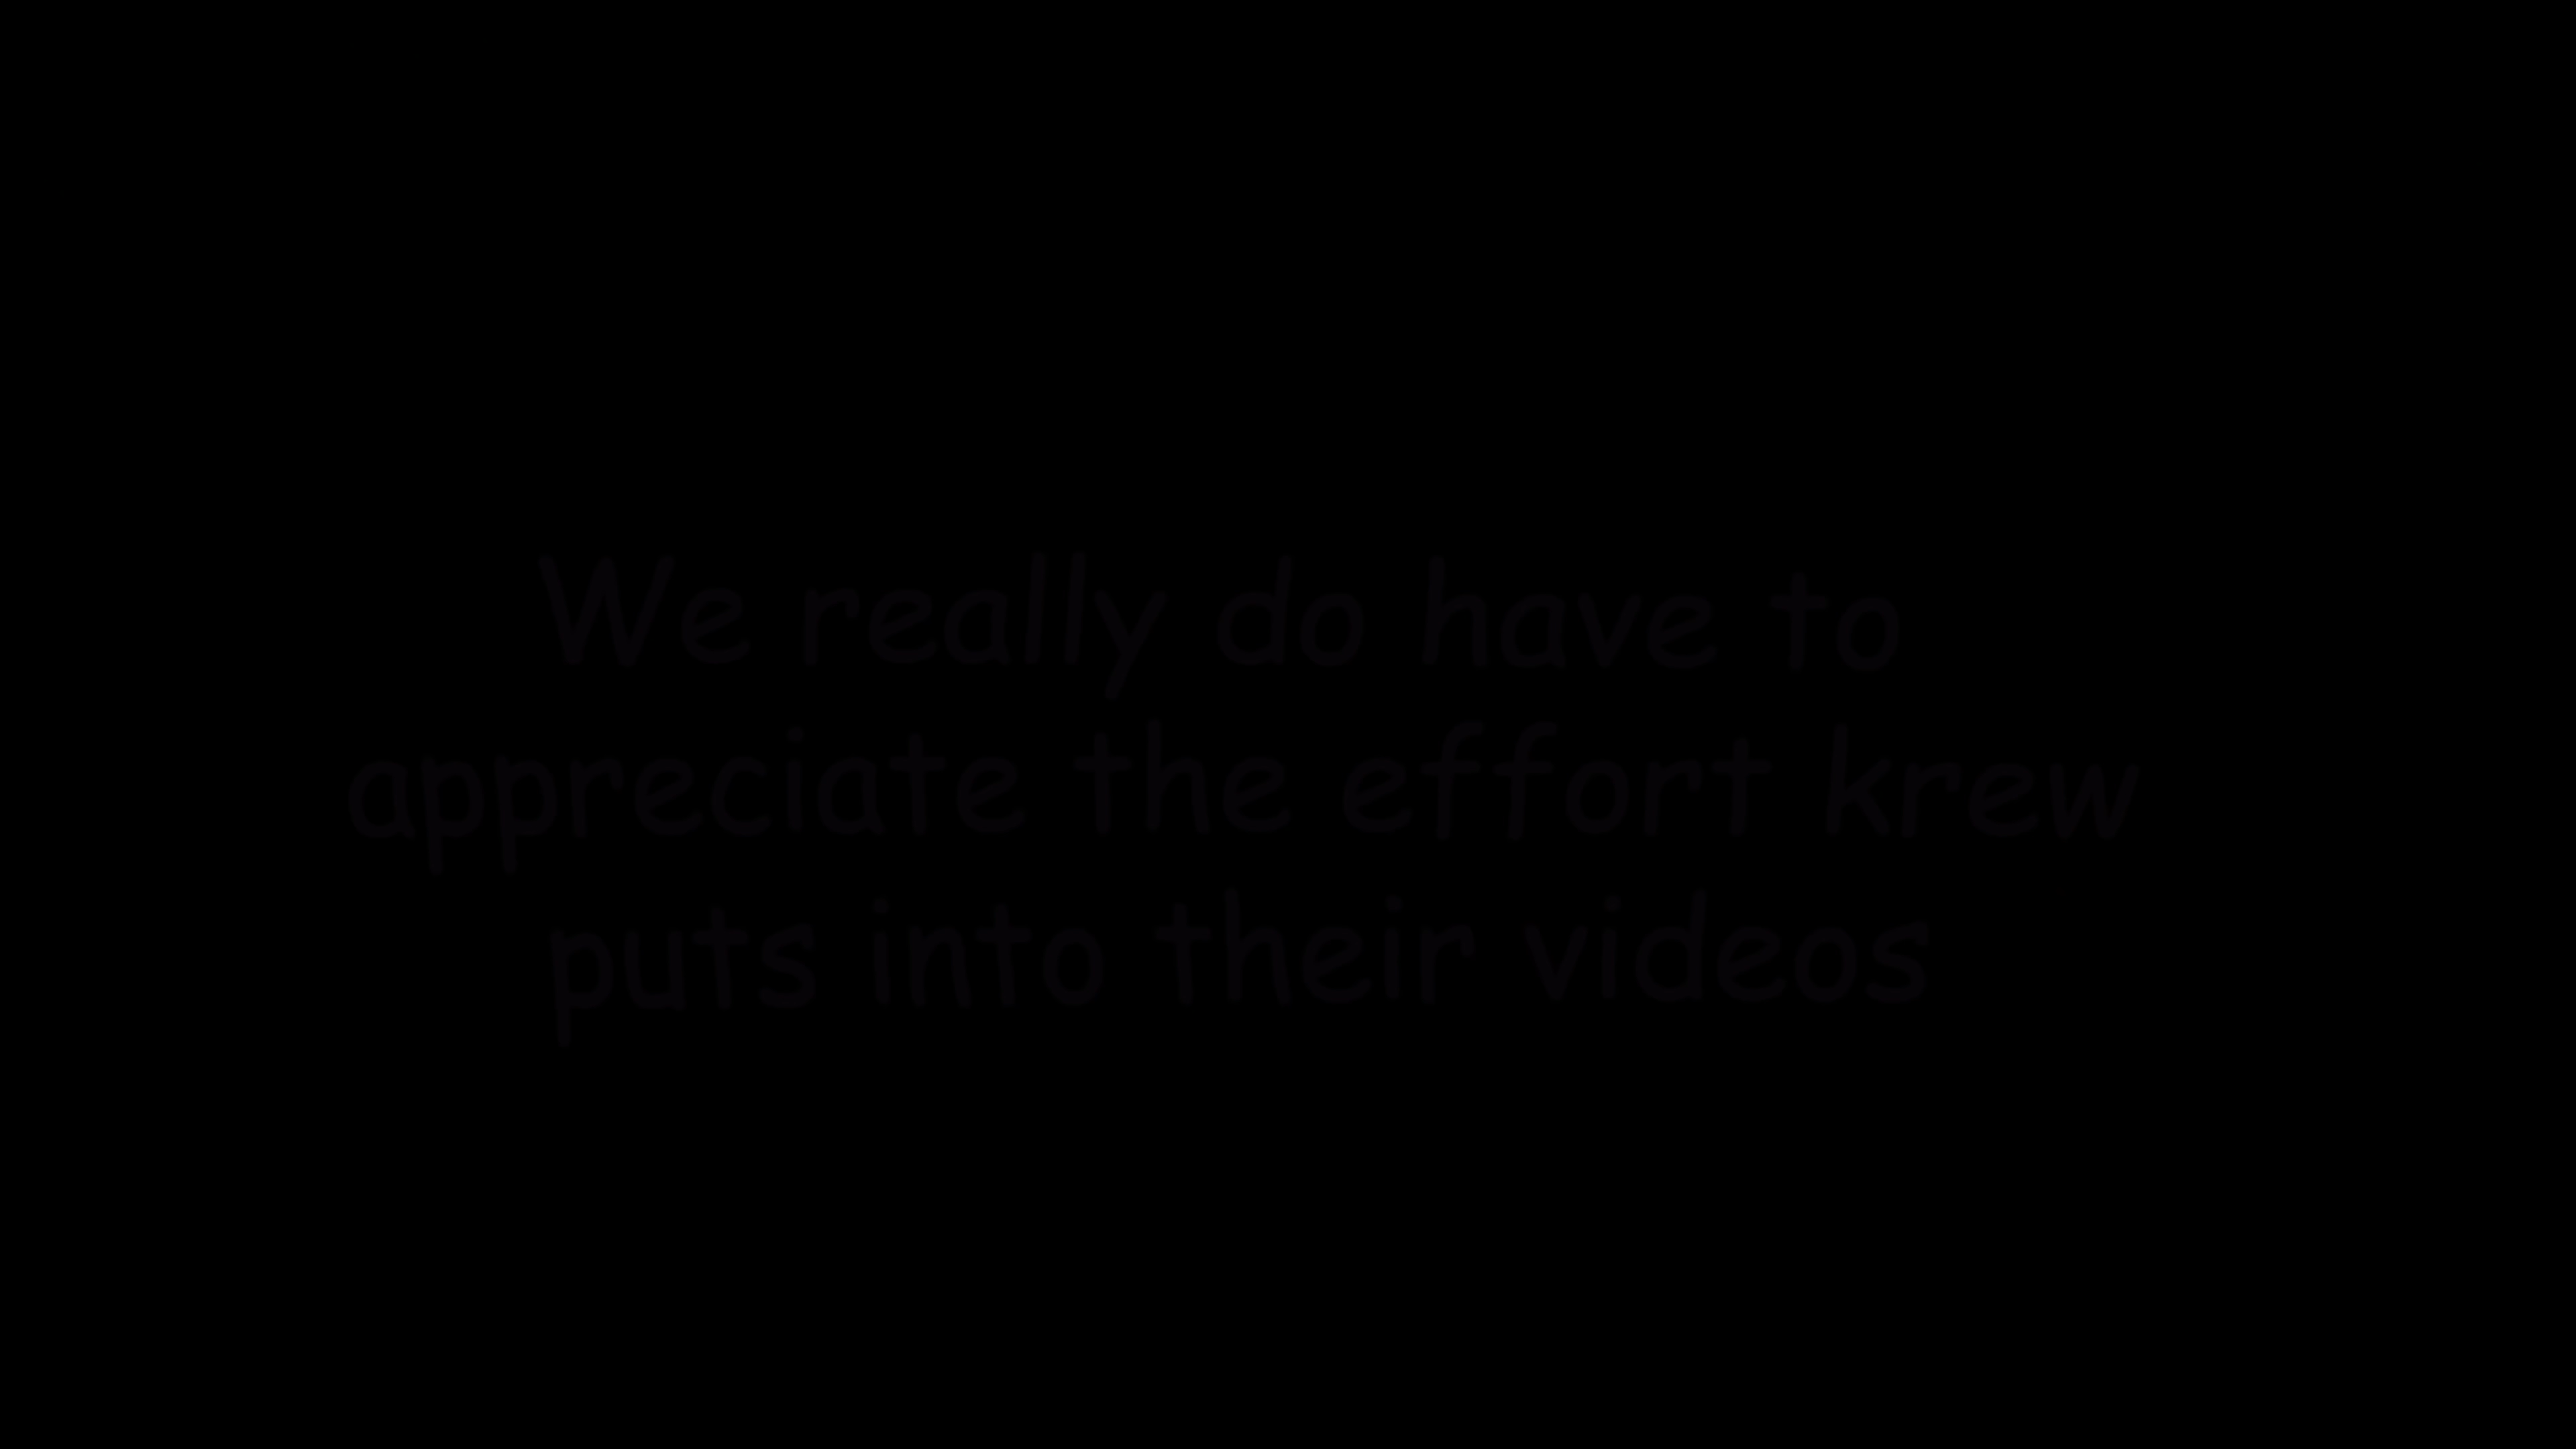 We really do have to
appreciate the effort krew
puts into their videos